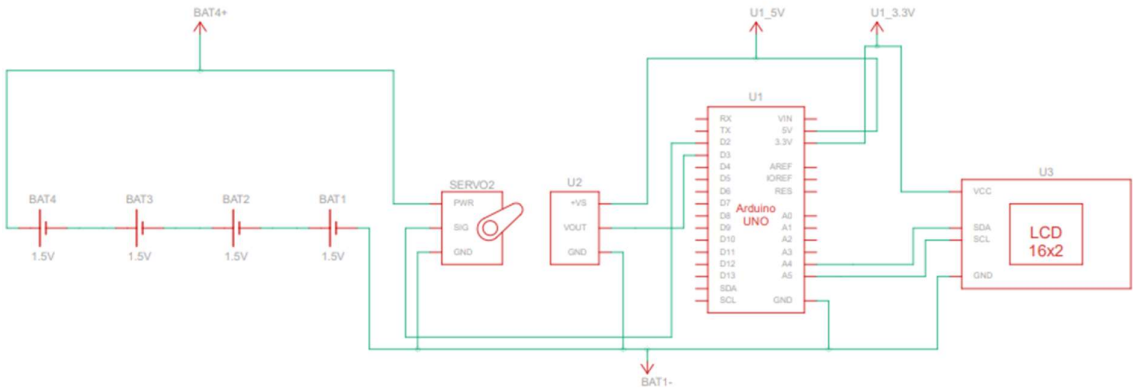 BAT4+
U1_5V
U1_3.3V
BAT4
1.5V
BAT3
1.5V
BAT2
1.5V
BAT1
1.5V
SERVO2
PWR
SIG
GND
U2
+VS
VOUT
GND
U1
RX
TX
D2
D3
D4
D5
D6
D7
D8
D9
D10
D11
D12
D13
SDA
SCL
Arduino
UNO
VIN
5V
3.3V
AREF
IOREF
RES
A0
A1
A2
A3
A4
A5
GND
U3
VCC
SDA
SCL
GND
LCD
16x2
BAT1-